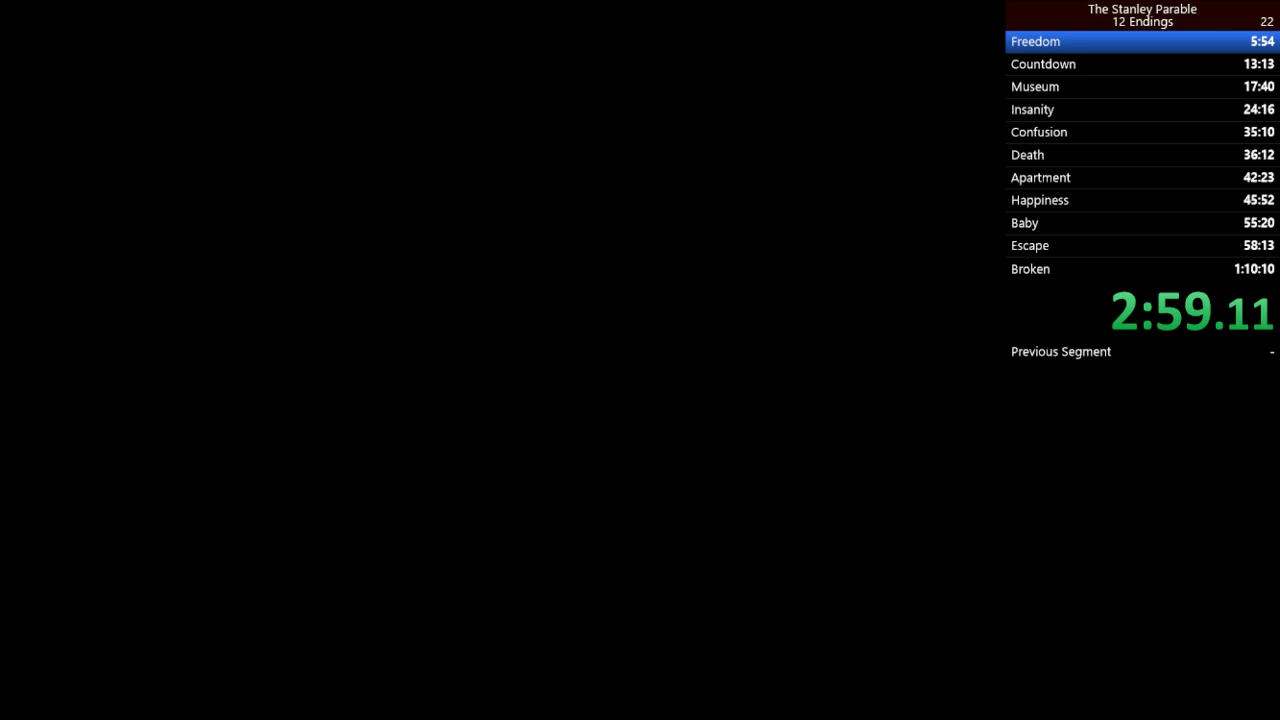 The Stanley Parable
12 Endings 22
Freedom 5:54
Countdown 13:13
Museum 17:40
Insanity 24:16
Confusion 35:10
Death 36:12
Apartment 42:23
Happiness 45:52
Baby 55:20
Escape 58:13
Broken 1:10:10
2:59.11
Previous Segment -